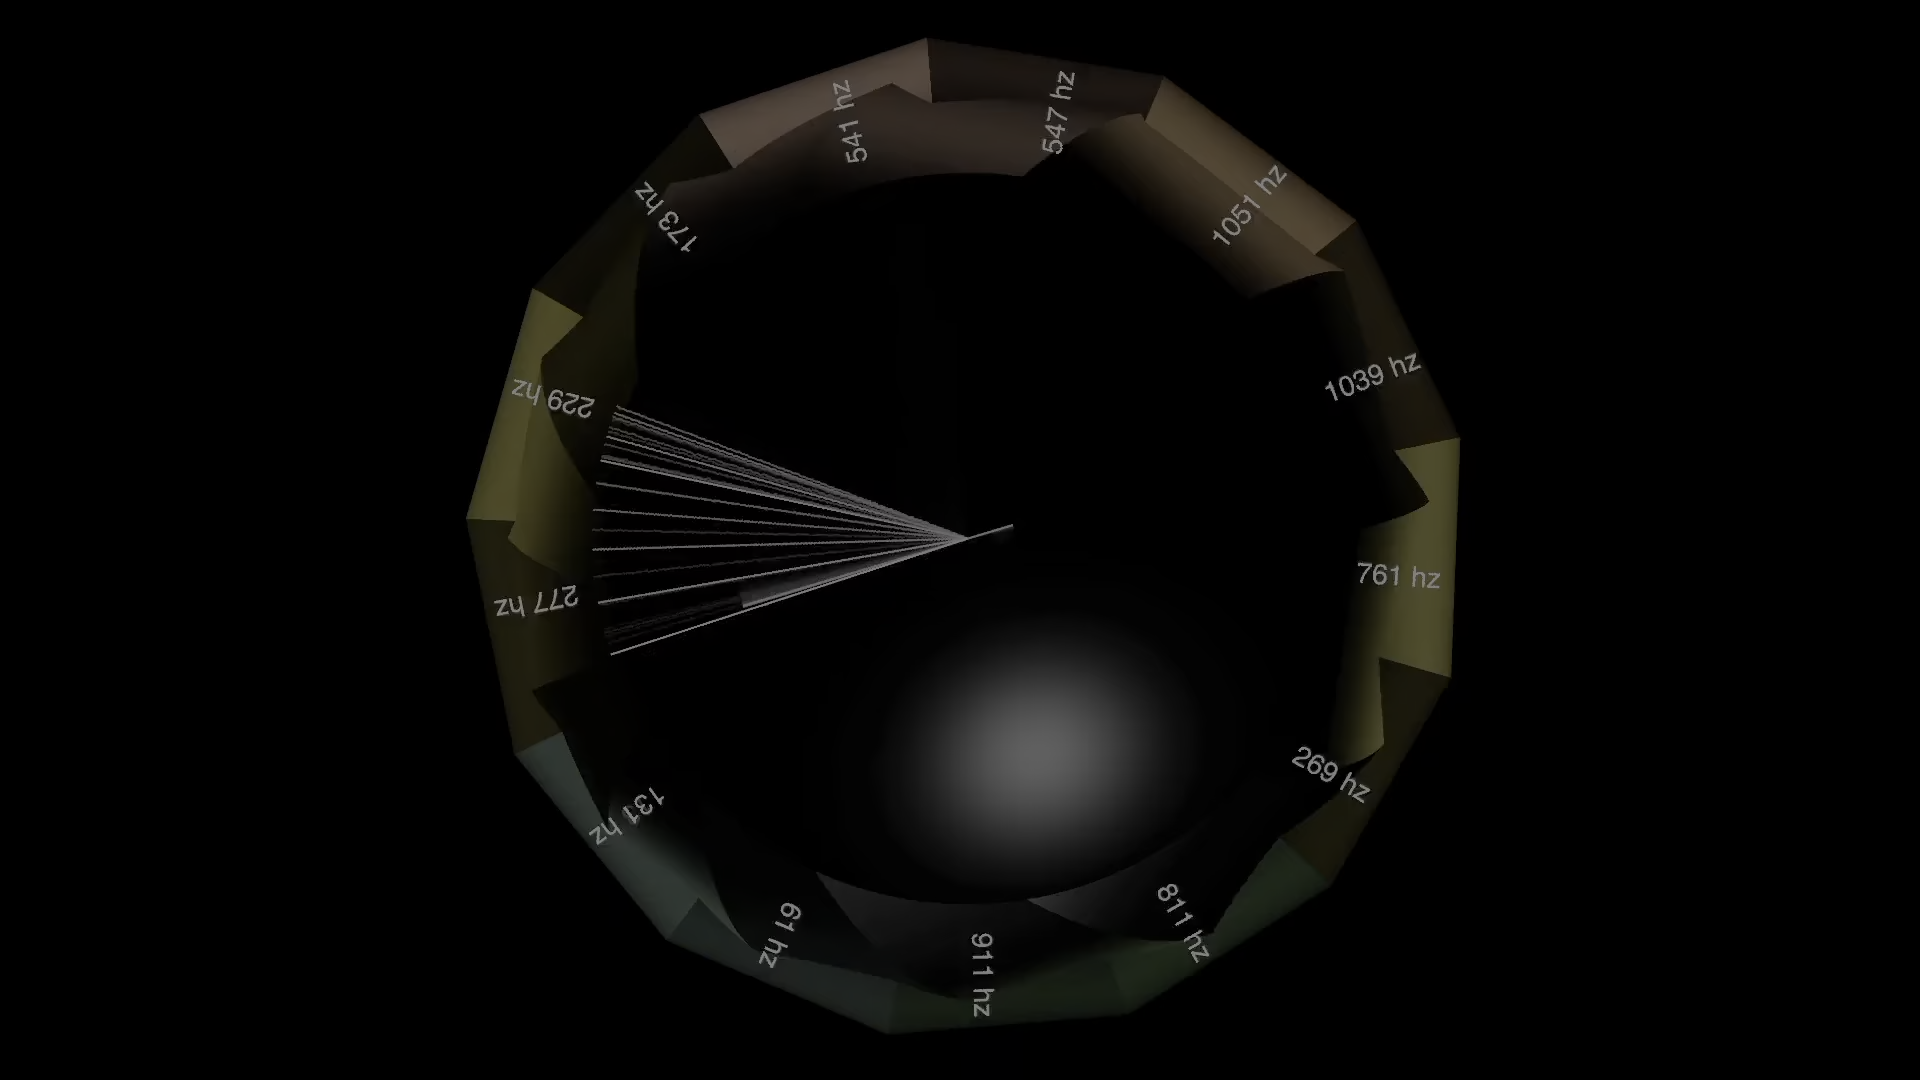 541 hz
547 hz
1051 hz
1039 hz
761 hz
269 hz
811 hz
911 hz
61 hz
131 hz
277 hz
229 hz
173 hz